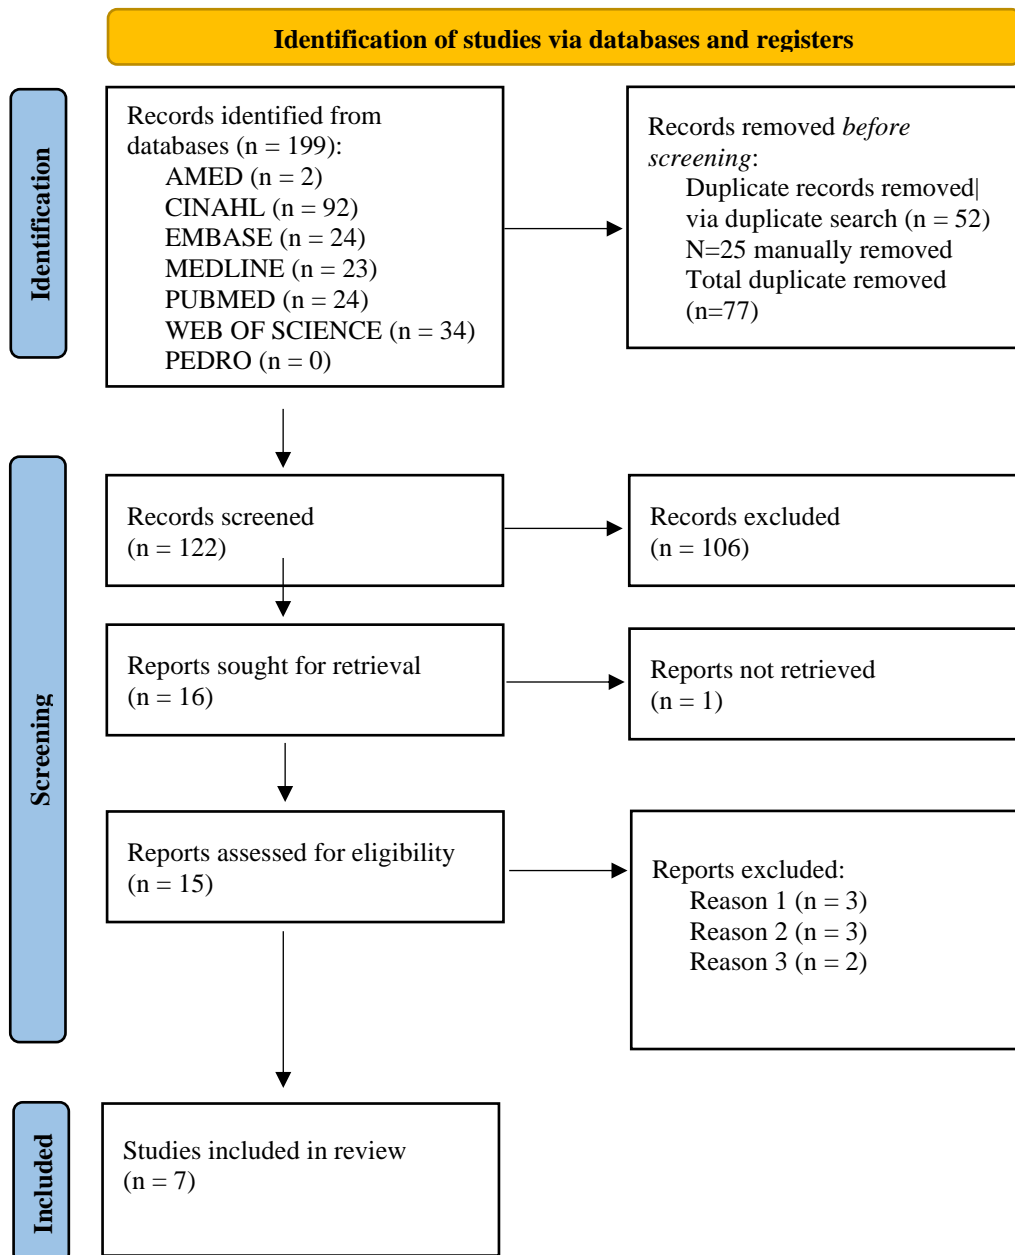 Identification of studies via databases and registers
Identification
Records identified from
databases (n = 199):
AMED (n = 2)
CINAHL (n = 92)
EMBASE (n = 24)
MEDLINE (n = 23)
PUBMED (n = 24)
WEB OF SCIENCE (n = 34)
PEDRO (n = 0)
Records removed before
screening:
Duplicate records removed|
via duplicate search (n = 52)
N=25 manually removed
Total duplicate removed
(n=77)
Screening
Records screened
(n = 122)
Records excluded
(n = 106)
Reports sought for retrieval
(n = 16)
Reports not retrieved
(n = 1)
Reports assessed for eligibility
(n = 15)
Reports excluded:
Reason 1 (n = 3)
Reason 2 (n = 3)
Reason 3 (n = 2)
Included
Studies included in review
(n = 7)